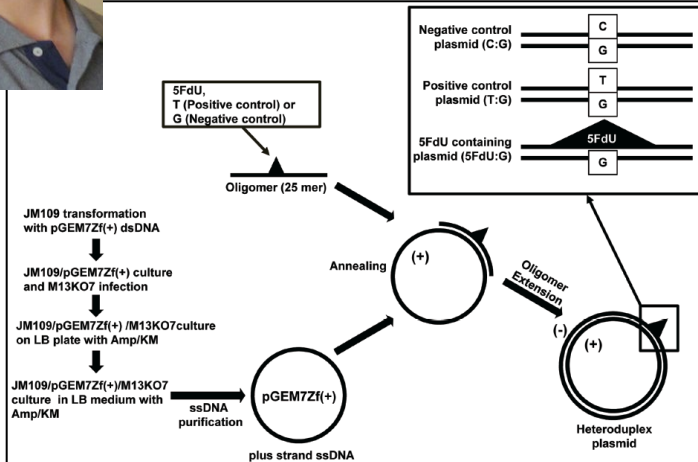 Negative control
plasmid (C:G)
C
G
Positive control
plasmid (T:G)
T
G
5FdU containing
plasmid (5FdU:G)
5FdU
G
5FdU,
T (Positive control) or
G (Negative control)
Oligomer (25 mer)
JM109 transformation
with pGEM7Zf(+) dsDNA
JM109/pGEM7Zf(+) culture
and M13KO7 infection
JM109/pGEM7Zf(+) /M13KO7culture
on LB plate with Amp/KM
JM109/pGEM7Zf(+)/M13KO7
culture in LB medium with
Amp/KM
ssDNA
purification
pGEM7Zf(+)
plus strand ssDNA
Annealing
(+)
Oligomer
Extension
(-)
(+)
Heteroduplex
plasmid